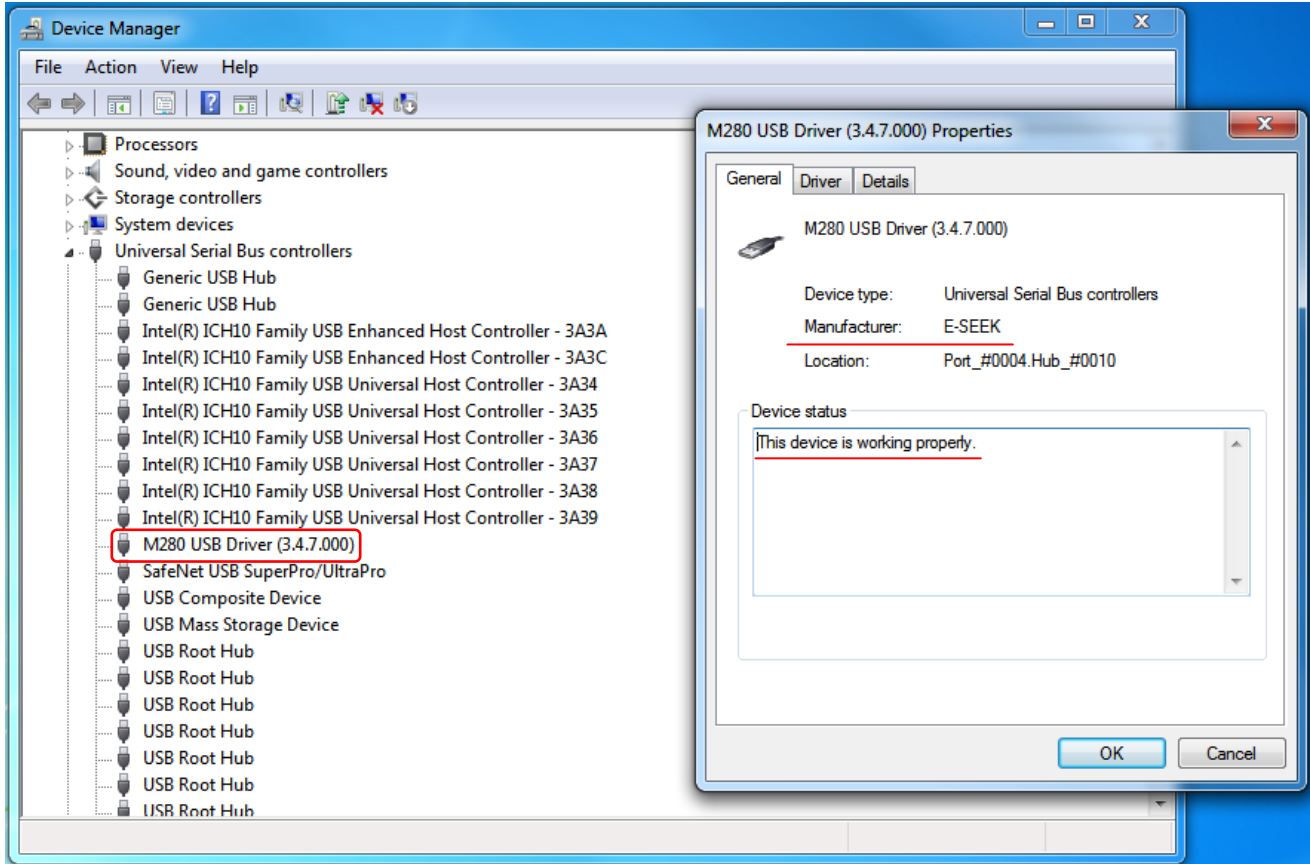 Device Manager
File Action View Help
Processors
Sound, video and game controllers
Storage controllers
System devices
Universal Serial Bus controllers
Generic USB Hub
Generic USB Hub
Intel(R) ICH10 Family USB Enhanced Host Controller - 3A3A
Intel(R) ICH10 Family USB Enhanced Host Controller - 3A3C
Intel(R) ICH10 Family USB Universal Host Controller - 3A34
Intel(R) ICH10 Family USB Universal Host Controller - 3A35
Intel(R) ICH10 Family USB Universal Host Controller - 3A36
Intel(R) ICH10 Family USB Universal Host Controller - 3A37
Intel(R) ICH10 Family USB Universal Host Controller - 3A38
Intel(R) ICH10 Family USB Universal Host Controller - 3A39
M280 USB Driver (3.4.7.000)
SafeNet USB SuperPro/UltraPro
USB Composite Device
USB Mass Storage Device
USB Root Hub
USB Root Hub
USB Root Hub
USB Root Hub
USB Root Hub
USB Root Hub
USB Root Hub
M280 USB Driver (3.4.7.000) Properties
General Driver Details
M280 USB Driver (3.4.7.000)
Device type: Universal Serial Bus controllers
Manufacturer: E-SEEK
Location: Port_#0004.Hub_#0010
Device status
This device is working properly.
OK Cancel